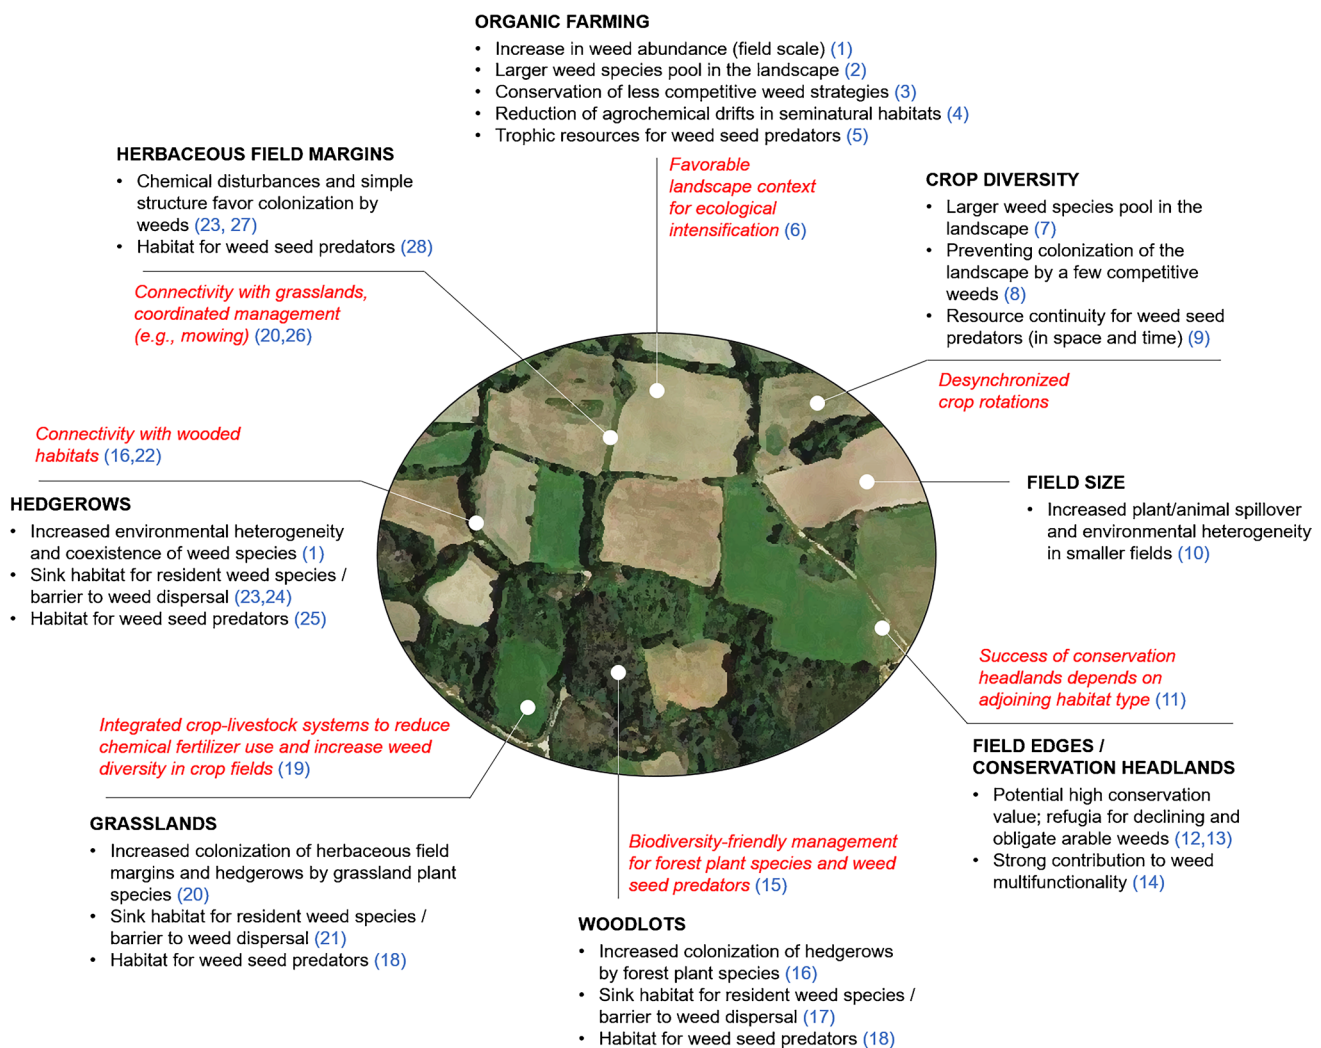 ORGANIC FARMING
• Increase in weed abundance (field scale) (1)
• Larger weed species pool in the landscape (2)
• Conservation of less competitive weed strategies (3)
• Reduction of agrochemical drifts in seminatural habitats (4)
• Trophic resources for weed seed predators (5)
Favorable
landscape context
for ecological
intensification (6)
HERBACEOUS FIELD MARGINS
• Chemical disturbances and simple
structure favor colonization by
weeds (23, 27)
• Habitat for weed seed predators (28)
Connectivity with grasslands,
coordinated management
(e.g., mowing) (20,26)
CROP DIVERSITY
• Larger weed species pool in the
landscape (7)
• Preventing colonization of the
landscape by a few competitive
weeds (8)
• Resource continuity for weed seed
predators (in space and time) (9)
Desynchronized
crop rotations
Connectivity with wooded
habitats (16,22)
HEDGEROWS
• Increased environmental heterogeneity
and coexistence of weed species (1)
• Sink habitat for resident weed species /
barrier to weed dispersal (23,24)
• Habitat for weed seed predators (25)
FIELD SIZE
• Increased plant/animal spillover
and environmental heterogeneity
in smaller fields (10)
Success of conservation
headlands depends on
adjoining habitat type (11)
FIELD EDGES /
CONSERVATION HEADLANDS
• Potential high conservation
value; refugia for declining and
obligate arable weeds (12,13)
• Strong contribution to weed
multifunctionality (14)
Integrated crop-livestock systems to reduce
chemical fertilizer use and increase weed
diversity in crop fields (19)
GRASSLANDS
• Increased colonization of herbaceous field
margins and hedgerows by grassland plant
species (20)
• Sink habitat for resident weed species /
barrier to weed dispersal (21)
• Habitat for weed seed predators (18)
Biodiversity-friendly management
for forest plant species and weed
seed predators (15)
WOODLOTS
• Increased colonization of hedgerows
by forest plant species (16)
• Sink habitat for resident weed species /
barrier to weed dispersal (17)
• Habitat for weed seed predators (18)